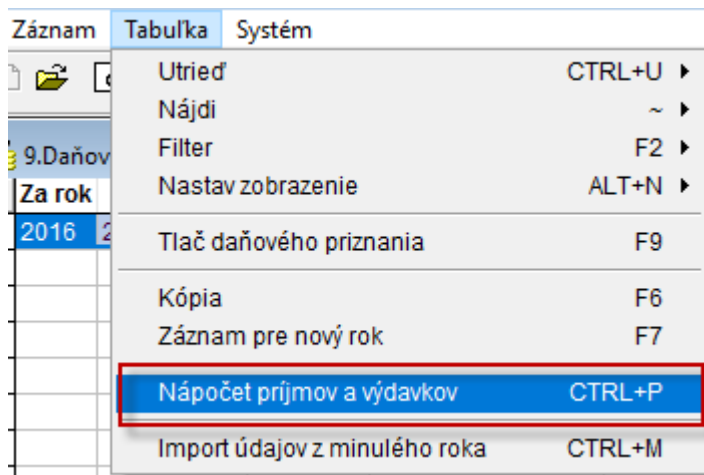 Záznam Tabuľka Systém
Utrieď CTRL+U
Nájdi ~
Filter F2
9.Daňov
Nastav zobrazenie ALT+N
Za rok
2016 2
Tlač daňového priznania F9
Kópia F6
Záznam pre nový rok F7
Nápočet príjmov a výdavkov CTRL+P
Import údajov z minulého roka CTRL+M